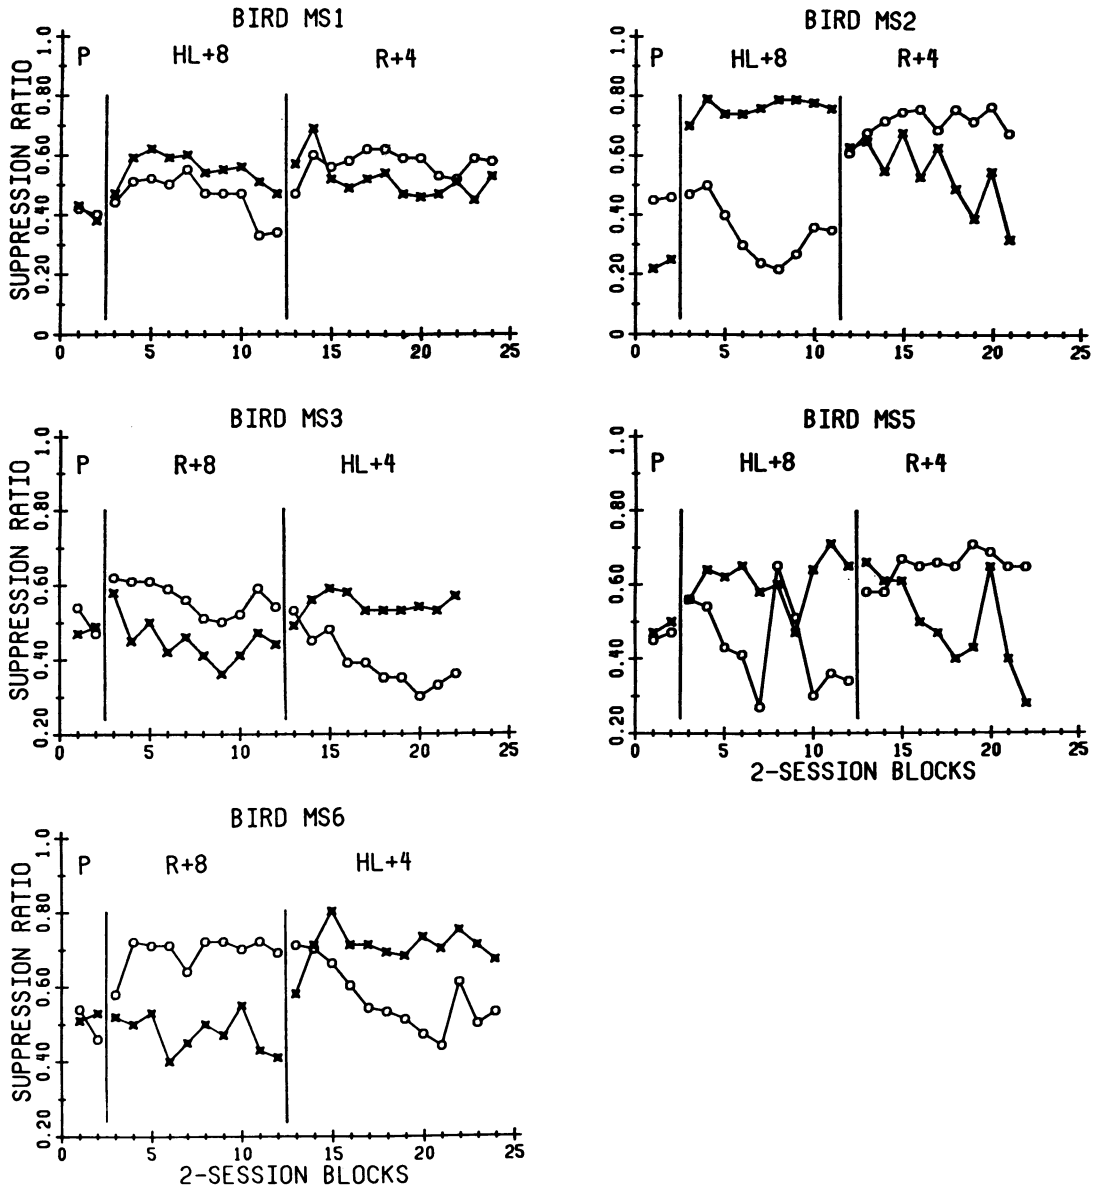 BIRD MS1
P HL+8 R+4
SUPPRESSION RATIO
1.0
0.80
0.60
0.40
0.20
0
0 5 10 15 20 25
BIRD MS2
P HL+8 R+4
1.0
0.80
0.60
0.40
0.20
0
0 5 10 15 20 25
BIRD MS3
P R+8 HL+4
SUPPRESSION RATIO
1.0
0.80
0.60
0.40
0.20
0 5 10 15 20 25
BIRD MS5
P HL+8 R+4
1.0
0.80
0.60
0.40
0.20
0 5 10 15 20 25
2-SESSION BLOCKS
BIRD MS6
P R+8 HL+4
SUPPRESSION RATIO
1.0
0.80
0.60
0.40
0.20
0 5 10 15 20 25
2-SESSION BLOCKS